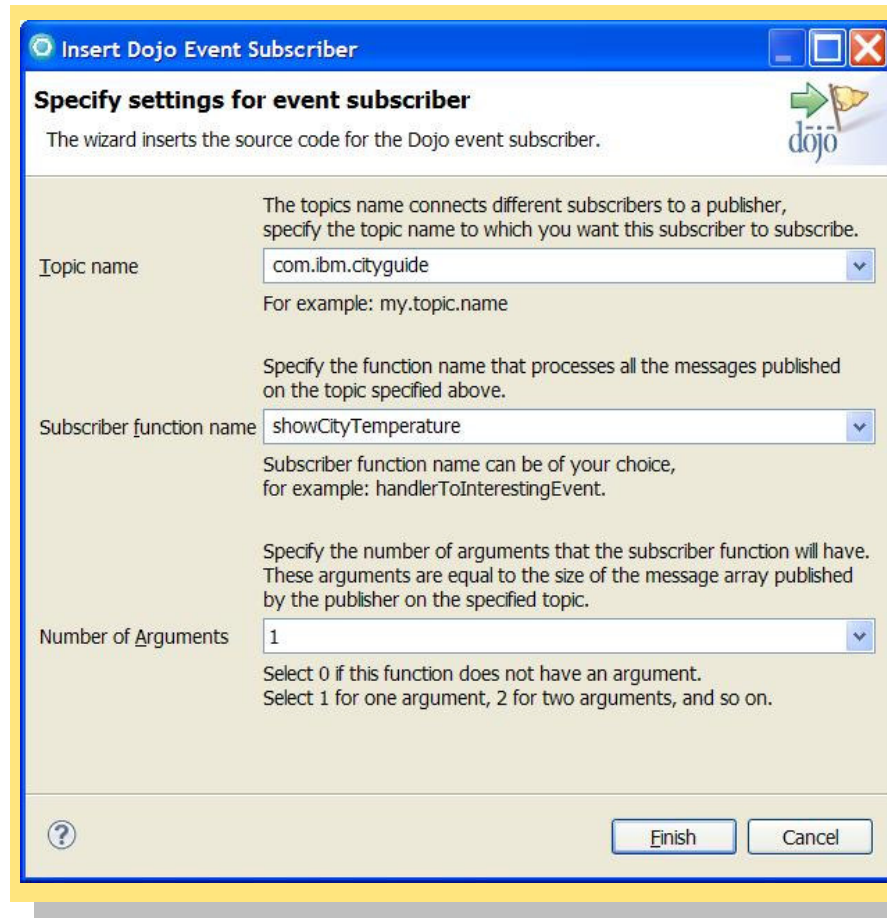 Insert Dojo Event Subscriber
Specify settings for event subscriber
The wizard inserts the source code for the Dojo event subscriber.
dōjō
The topics name connects different subscribers to a publisher,
specify the topic name to which you want this subscriber to subscribe.
Topic name
com.ibm.cityguide
For example: my.topic.name
Specify the function name that processes all the messages published
on the topic specified above.
Subscriber function name
showCityTemperature
Subscriber function name can be of your choice,
for example: handlerToInterestingEvent.
Specify the number of arguments that the subscriber function will have.
These arguments are equal to the size of the message array published
by the publisher on the specified topic.
Number of Arguments
1
Select 0 if this function does not have an argument.
Select 1 for one argument, 2 for two arguments, and so on.
?
Finish
Cancel